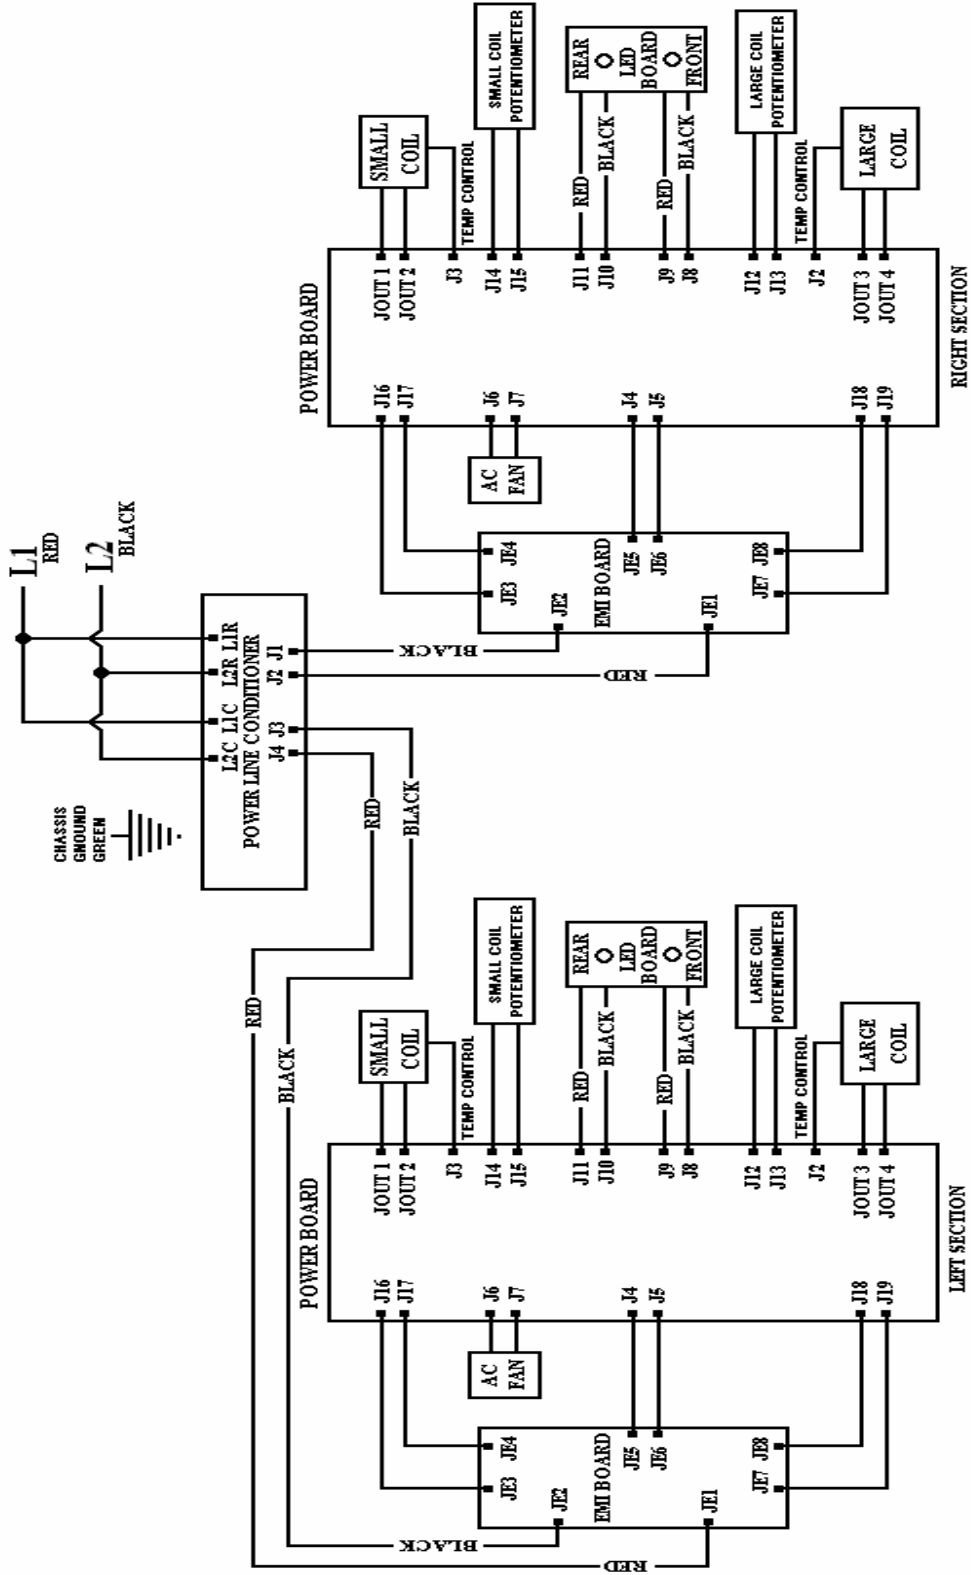 L1
RED
L2
BLACK
CHASSIS
GNOUND
GREEN
L2C L1C L2R L1R
POWER LINE CONDITIONER
J4 J3 J2 J1
RED
BLACK
BLACK
RED
RED
BLACK
BLACK
RED
POWER BOARD
J16
J17
J6
J7
J4
J5
J18
J19
JOUT 1
JOUT 2
J3
J14
J15
J11
J10
J9
J8
J12
J13
J2
JOUT 3
JOUT 4
LEFT SECTION
AC
FAN
EMI BOARD
JE3
JE4
JE2
JE5
JE6
JE1
JE7
JE8
SMALL
COIL
TEMP CONTROL
SMALL COIL
POTENTIOMETER
RED
BLACK
RED
BLACK
REAR
LED
BOARD
FRONT
LARGE COIL
POTENTIOMETER
TEMP CONTROL
LARGE
COIL
POWER BOARD
J16
J17
J6
J7
J4
J5
J18
J19
JOUT 1
JOUT 2
J3
J14
J15
J11
J10
J9
J8
J12
J13
J2
JOUT 3
JOUT 4
RIGHT SECTION
AC
FAN
EMI BOARD
JE3
JE4
JE2
JE5
JE6
JE1
JE7
JE8
SMALL
COIL
TEMP CONTROL
SMALL COIL
POTENTIOMETER
RED
BLACK
RED
BLACK
REAR
LED
BOARD
FRONT
LARGE COIL
POTENTIOMETER
TEMP CONTROL
LARGE
COIL